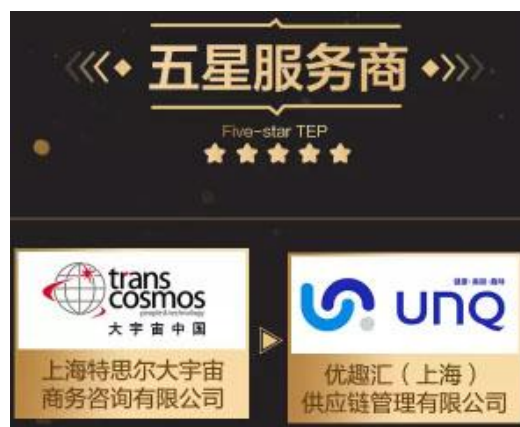 五星服务商
Five-star TEP
trans
cosmos
people & technology
大宇宙中国
上海特思尔大宇宙
商务咨询有限公司
unQ
优趣汇（上海）
供应链管理有限公司